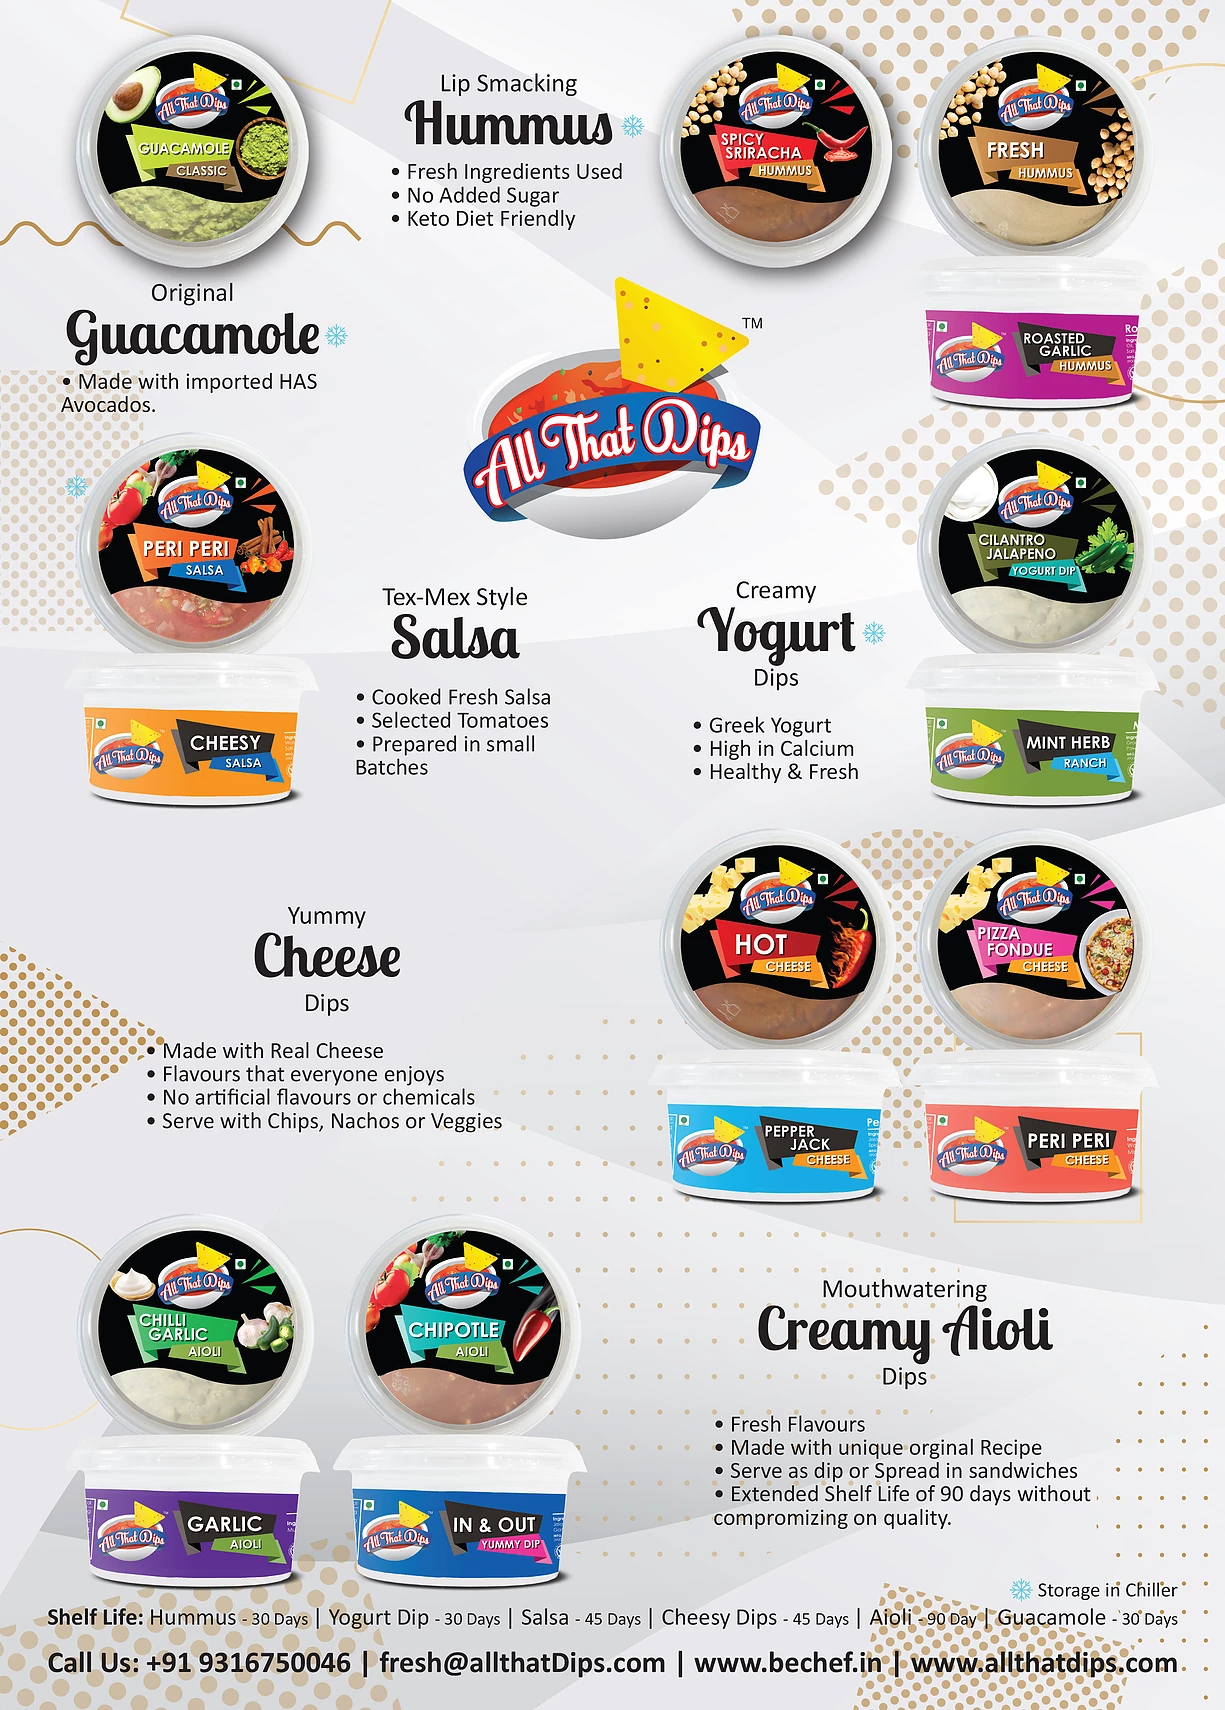 All That Dips
GUACAMOLE
CLASSIC
Lip Smacking
Hummus
• Fresh Ingredients Used
• No Added Sugar
• Keto Diet Friendly
All That Dips
SPICY
SRIRACHA
HUMMUS
All That Dips
FRESH
HUMMUS
All That Dips
ROASTED
GARLIC
HUMMUS
Original
Guacamole
• Made with imported HAS
Avocados.
TM
All That Dips
All That Dips
PERI PERI
SALSA
All That Dips
CHEESY
SALSA
Tex-Mex Style
Salsa
• Cooked Fresh Salsa
• Selected Tomatoes
• Prepared in small
Batches
Creamy
Yogurt
Dips
• Greek Yogurt
• High in Calcium
• Healthy & Fresh
All That Dips
CILANTRO
JALAPENO
YOGURT DIP
All That Dips
MINT HERB
RANCH
Yummy
Cheese
Dips
• Made with Real Cheese
• Flavours that everyone enjoys
• No artificial flavours or chemicals
• Serve with Chips, Nachos or Veggies
All That Dips
HOT
CHEESE
All That Dips
PIZZA
FONDUE
CHEESE
All That Dips
PEPPER
JACK
CHEESE
All That Dips
PERI PERI
CHEESE
All That Dips
CHILLI
GARLIC
AIOLI
All That Dips
CHIPOTLE
AIOLI
All That Dips
GARLIC
AIOLI
All That Dips
IN & OUT
YUMMY DIP
Mouthwatering
Creamy Aioli
Dips
• Fresh Flavours
• Made with unique orginal Recipe
• Serve as dip or Spread in sandwiches
• Extended Shelf Life of 90 days without
compromizing on quality.
Storage in Chiller
Shelf Life: Hummus - 30 Days | Yogurt Dip - 30 Days | Salsa - 45 Days | Cheesy Dips - 45 Days | Aioli - 90 Day | Guacamole - 30 Days
Call Us: +91 9316750046 | fresh@allthatDips.com | www.bechef.in | www.allthatdips.com